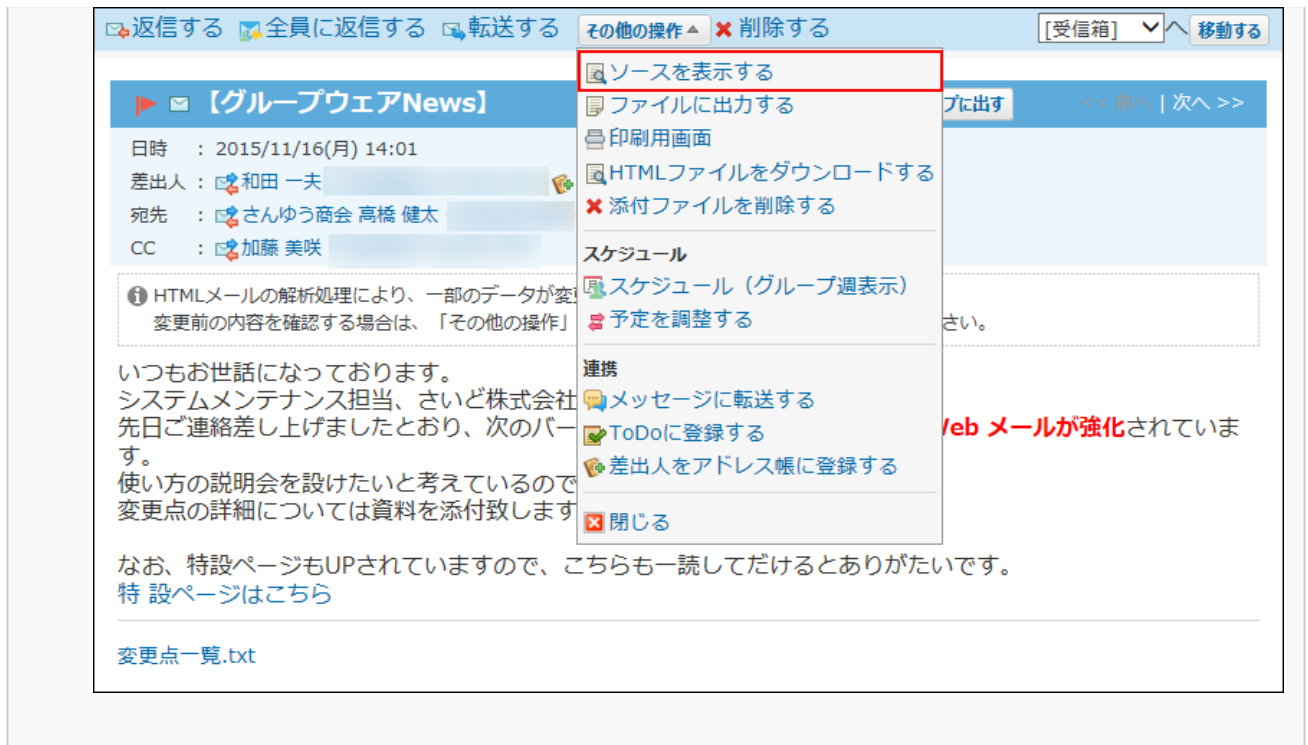 返信する 全員に返信する 転送する その他の操作▲ 削除する [受信箱] へ 移動する
ソースを表示する
【グループウェアNews】 ファイルに出力する プに出す << 前へ | 次へ >>
印刷用画面
日時 : 2015/11/16(月) 14:01
HTMLファイルをダウンロードする
差出人 : 和田 一夫
添付ファイルを削除する
宛先 : さんゆう商会 高橋 健太
CC : 加藤 美咲
スケジュール
スケジュール（グループ週表示）
予定を調整する
連携
メッセージに転送する
ToDoに登録する
差出人をアドレス帳に登録する
閉じる
HTMLメールの解析処理により、一部のデータが変
変更前の内容を確認する場合は、「その他の操作」 さい。
いつもお世話になっております。
システムメンテナンス担当、さいど株式会社
先日ご連絡差し上げましたとおり、次のバー eb メールが強化されていま
す。
使い方の説明会を設けたいと考えているので
変更点の詳細については資料を添付致します
なお、特設ページもUPされていますので、こちらも一読してだけるとありがたいです。
特 設ページはこちら
変更点一覧.txt